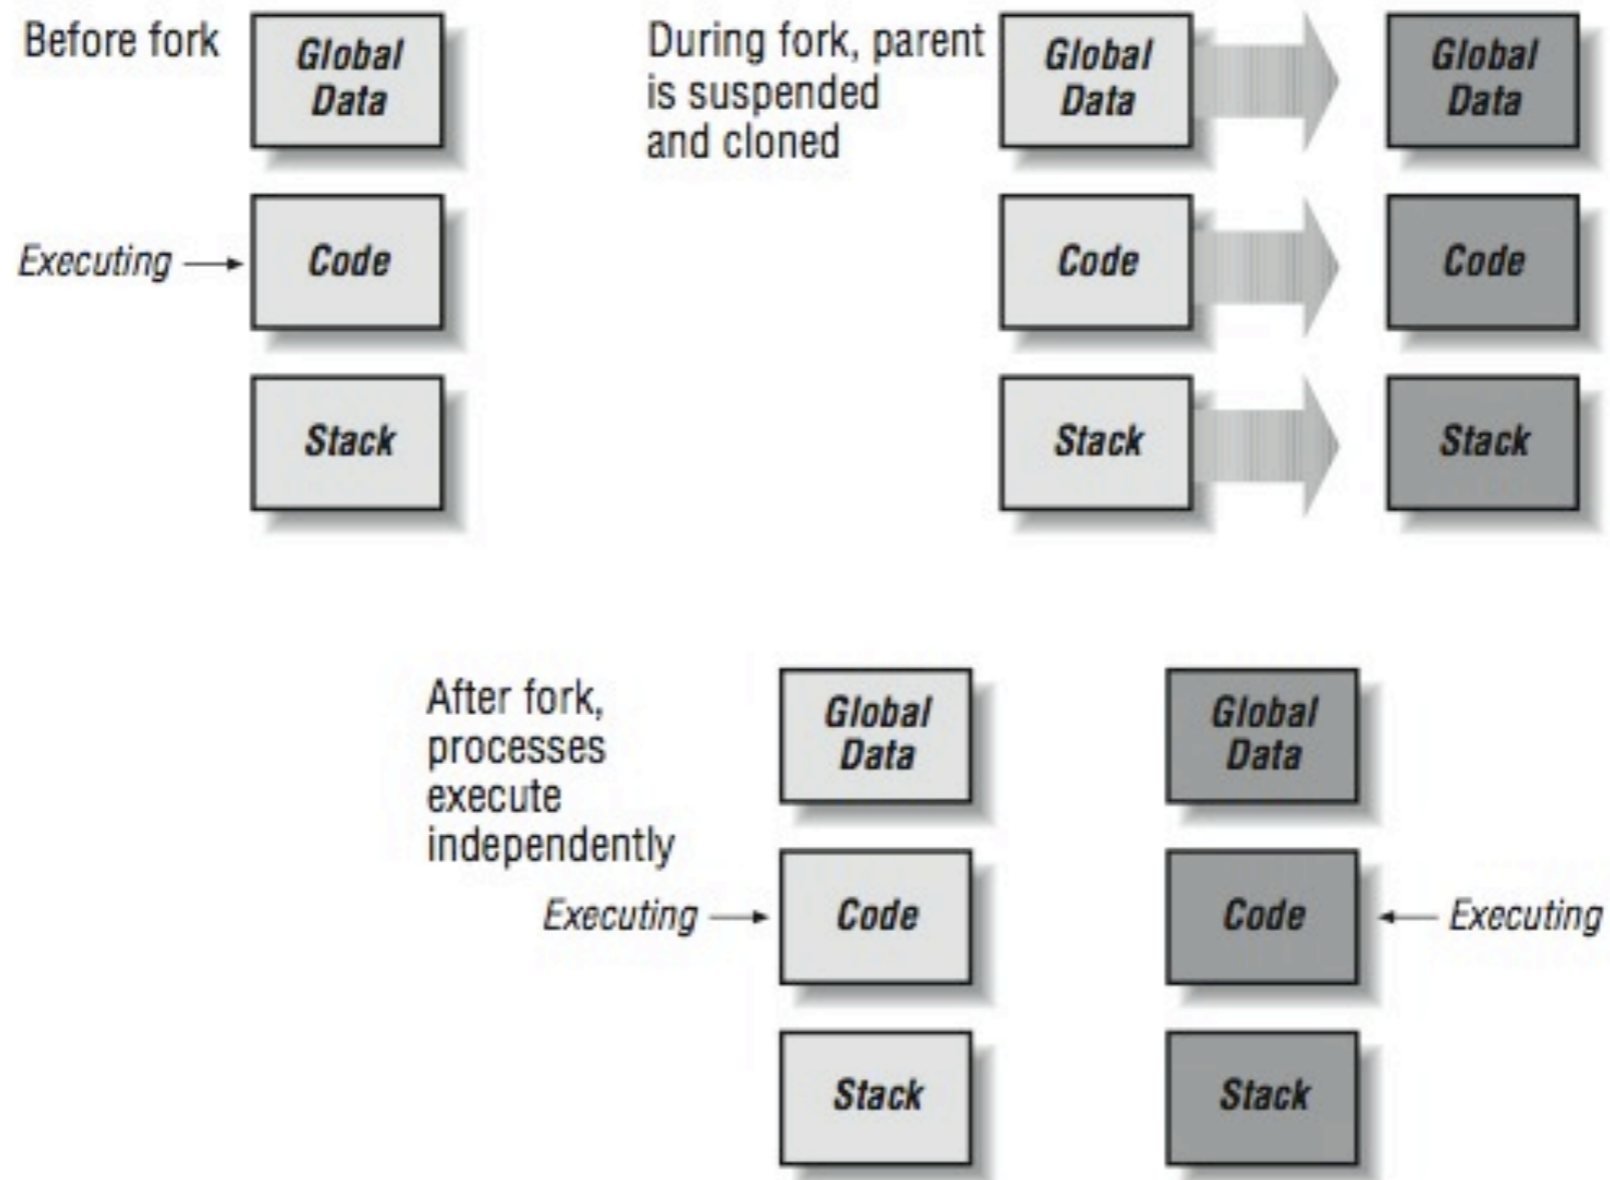 Before fork
Global
Data
Executing
Code
Stack
During fork, parent
is suspended
and cloned
Global
Data
Global
Data
Code
Code
Stack
Stack
After fork,
processes
execute
independently
Global
Data
Global
Data
Executing
Code
Code
Executing
Stack
Stack